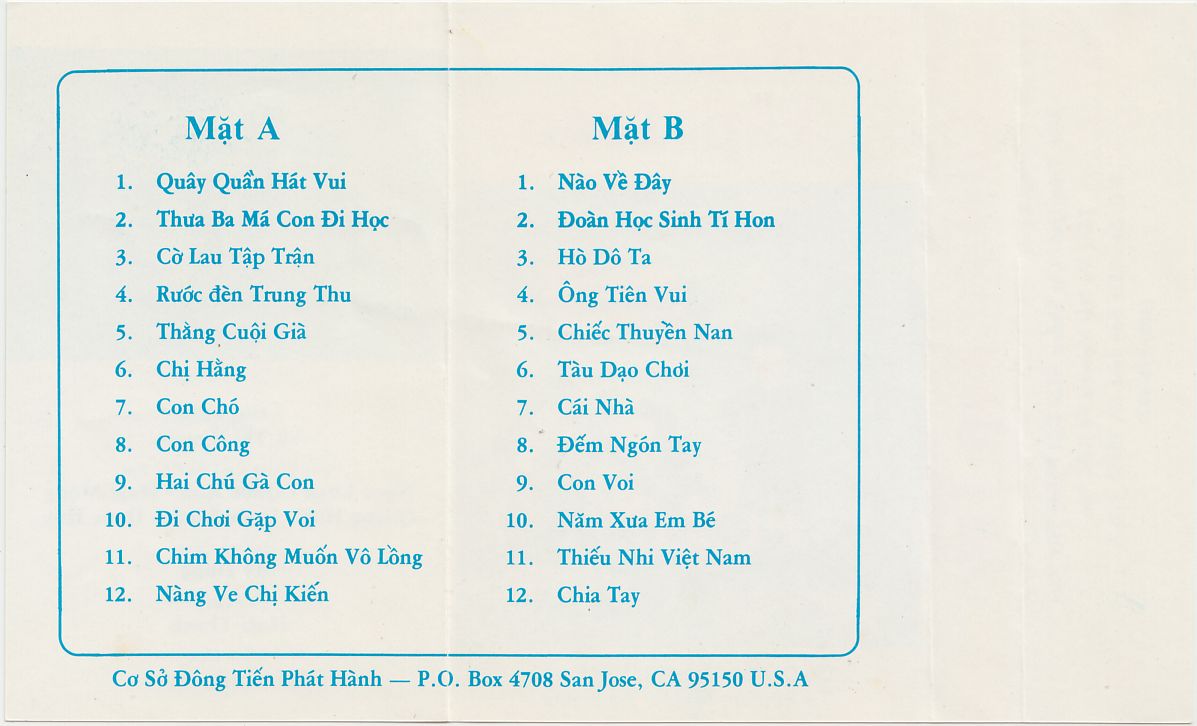 Mặt A
1. Quây Quần Hát Vui
2. Thưa Ba Má Con Đi Học
3. Cờ Lau Tập Trận
4. Rước đèn Trung Thu
5. Thằng Cuội Già
6. Chị Hằng
7. Con Chó
8. Con Công
9. Hai Chú Gà Con
10. Đi Chơi Gặp Voi
11. Chim Không Muốn Vô Lồng
12. Nàng Ve Chị Kiến
Mặt B
1. Nào Về Đây
2. Đoàn Học Sinh Tí Hon
3. Hò Dô Ta
4. Ông Tiên Vui
5. Chiếc Thuyền Nan
6. Tàu Dạo Chơi
7. Cái Nhà
8. Đếm Ngón Tay
9. Con Voi
10. Năm Xưa Em Bé
11. Thiếu Nhi Việt Nam
12. Chia Tay
Cơ Sở Đông Tiến Phát Hành — P.O. Box 4708 San Jose, CA 95150 U.S.A